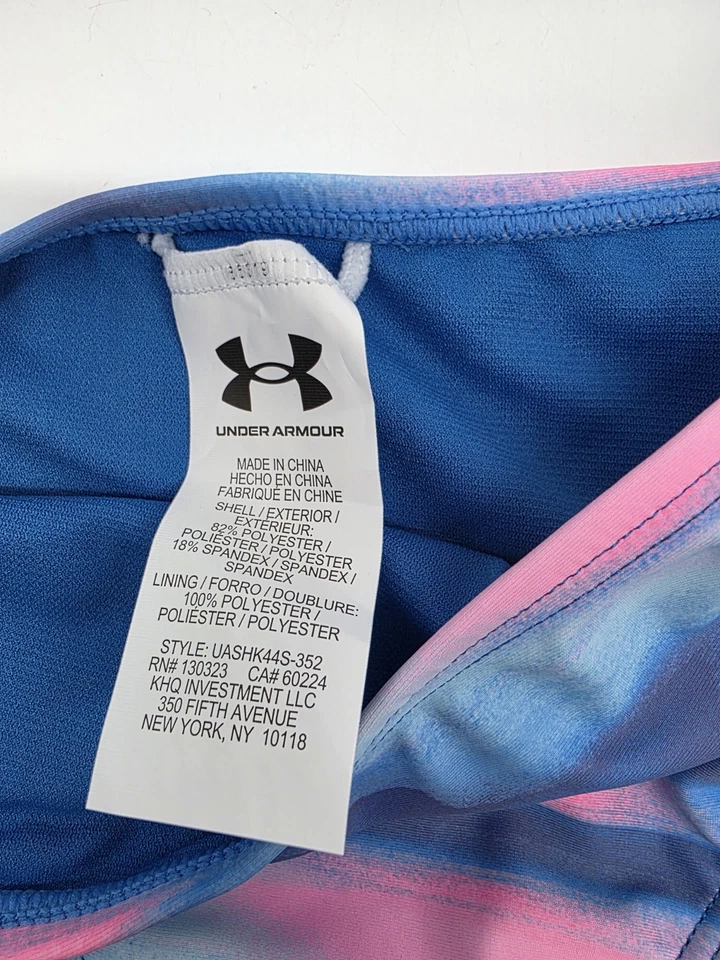 UNDER ARMOUR
MADE IN CHINA
HECHO EN CHINA
FABRIQUÉ EN CHINE
SHELL / EXTERIOR /
EXTÉRIEUR:
82% POLYESTER /
POLIÉSTER / POLYESTER
18% SPANDEX / SPANDEX /
SPANDEX
LINING / FORRO / DOUBLURE:
100% POLYESTER /
POLIÉSTER / POLYESTER
STYLE: UASHK44S-352
RN# 130323 CA# 60224
KHQ INVESTMENT LLC
350 FIFTH AVENUE
NEW YORK, NY 10118